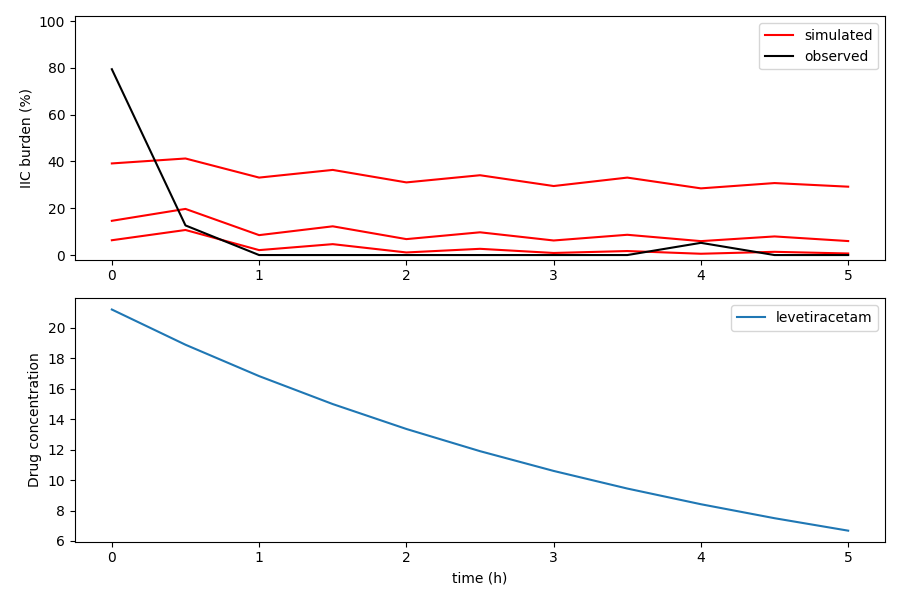 100
80
60
40
20
0
IIC burden (%)
simulated
observed
0 1 2 3 4 5
20
18
16
14
12
10
8
6
Drug concentration
levetiracetam
0 1 2 3 4 5
time (h)